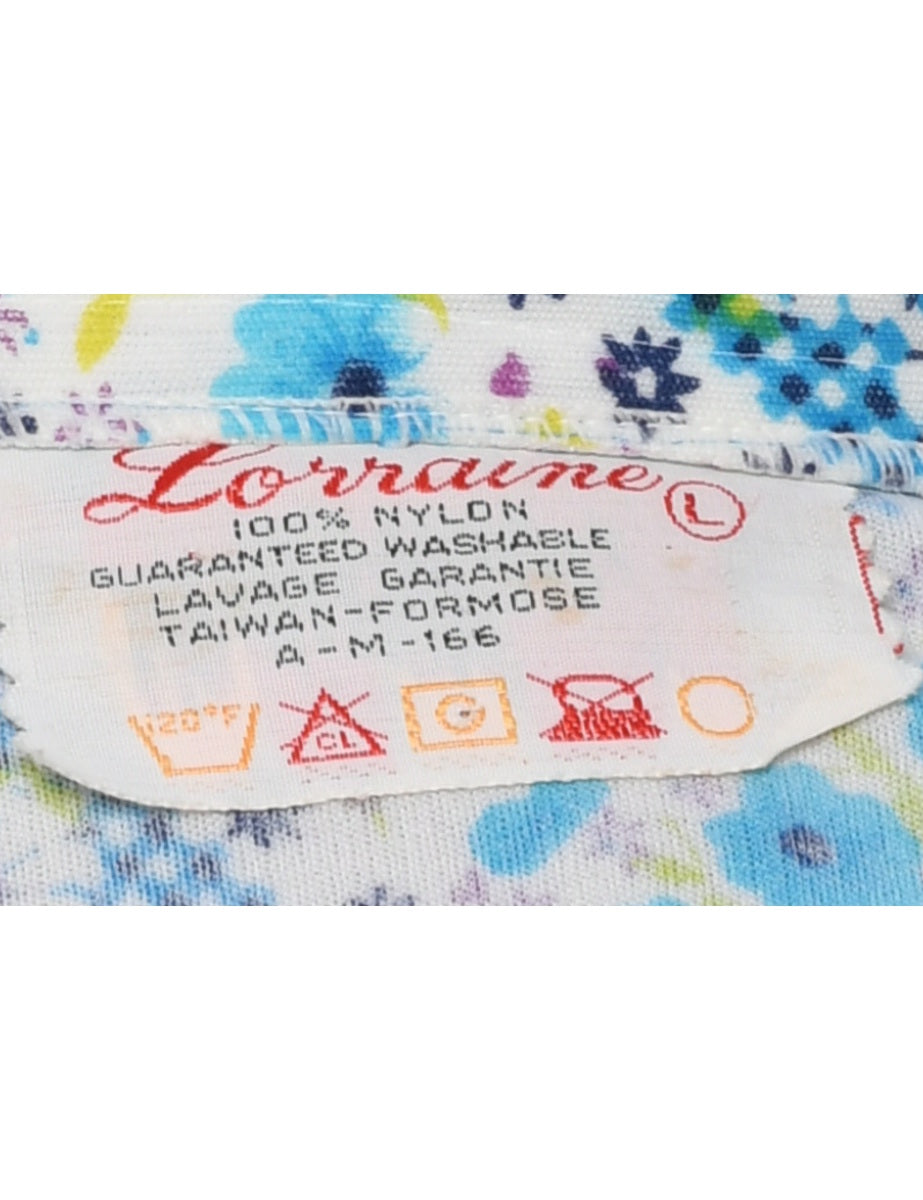 Lorraine L
100% NYLON
GUARANTEED WASHABLE
LAVAGE GARANTIE
TAIWAN-FORMOSE
A-M-166
120°F CL